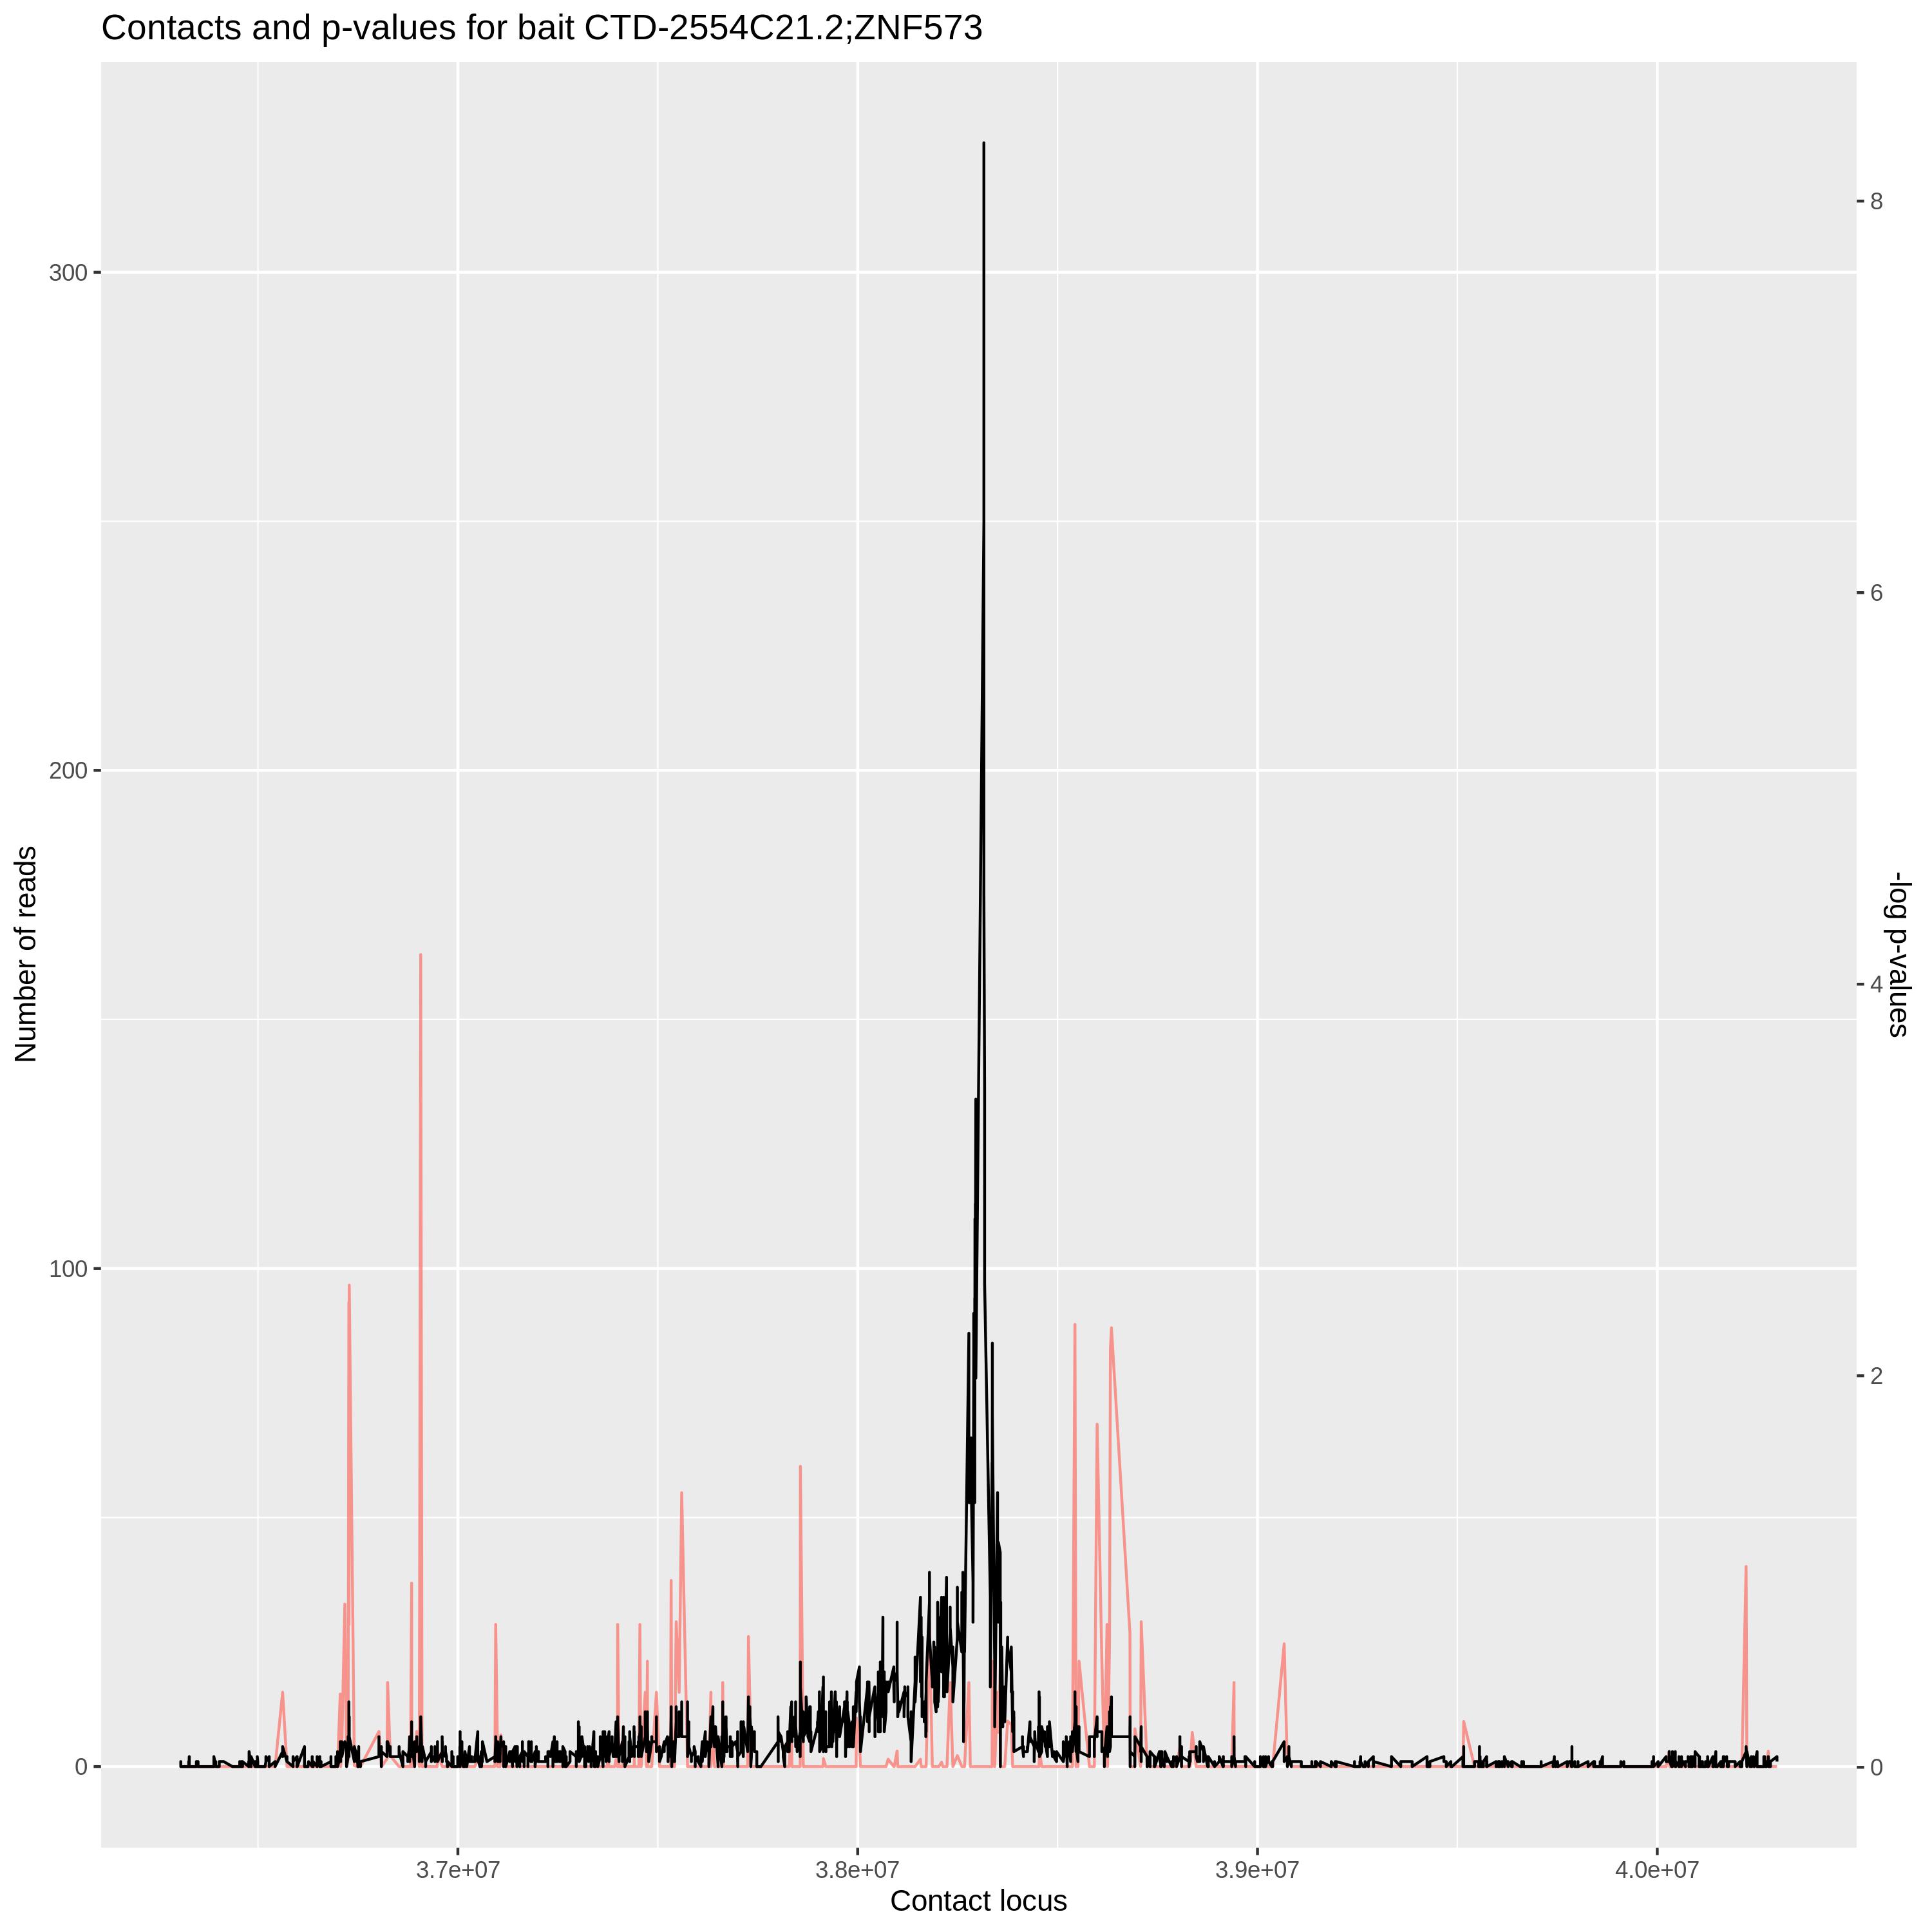 Contacts and p-values for bait CTD-2554C21.2;ZNF573
300
200
100
0
Number of reads
8
6
4
2
0
-log p-values
3.7e+07
3.8e+07
3.9e+07
4.0e+07
Contact locus